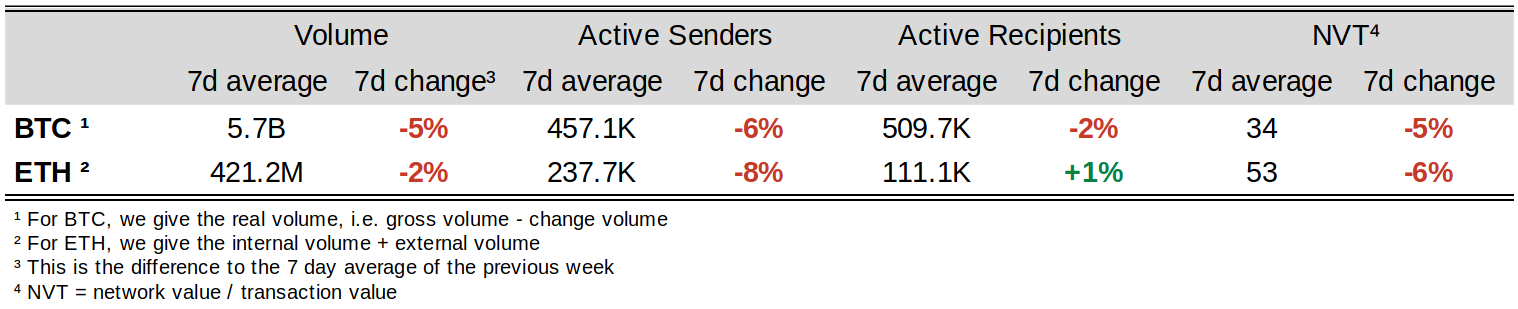 Volume Active Senders Active Recipients NVT⁴
7d average 7d change³ 7d average 7d change 7d average 7d change 7d average 7d change
BTC ¹ 5.7B -5% 457.1K -6% 509.7K -2% 34 -5%
ETH ² 421.2M -2% 237.7K -8% 111.1K +1% 53 -6%
¹ For BTC, we give the real volume, i.e. gross volume - change volume
² For ETH, we give the internal volume + external volume
³ This is the difference to the 7 day average of the previous week
⁴ NVT = network value / transaction value